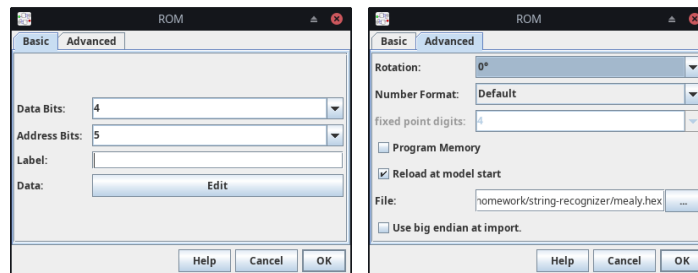 ROM
Basic Advanced
Data Bits: 4
Address Bits: 5
Label:
Data: Edit
Help Cancel OK
ROM
Basic Advanced
Rotation: 0°
Number Format: Default
fixed point digits: 4
Program Memory
Reload at model start
File: homework/string-recognizer/mealy.hex ...
Use big endian at import.
Help Cancel OK